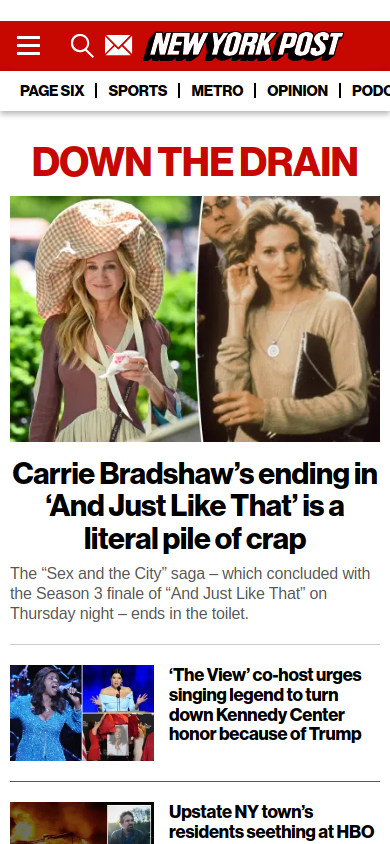 NEW YORK POST
PAGE SIX
SPORTS
METRO
OPINION
PODC
DOWN THE DRAIN
Carrie Bradshaw’s ending in
‘And Just Like That’ is a
literal pile of crap
The “Sex and the City” saga – which concluded with
the Season 3 finale of “And Just Like That” on
Thursday night – ends in the toilet.
‘The View’ co-host urges
singing legend to turn
down Kennedy Center
honor because of Trump
Upstate NY town’s
residents seething at HBO